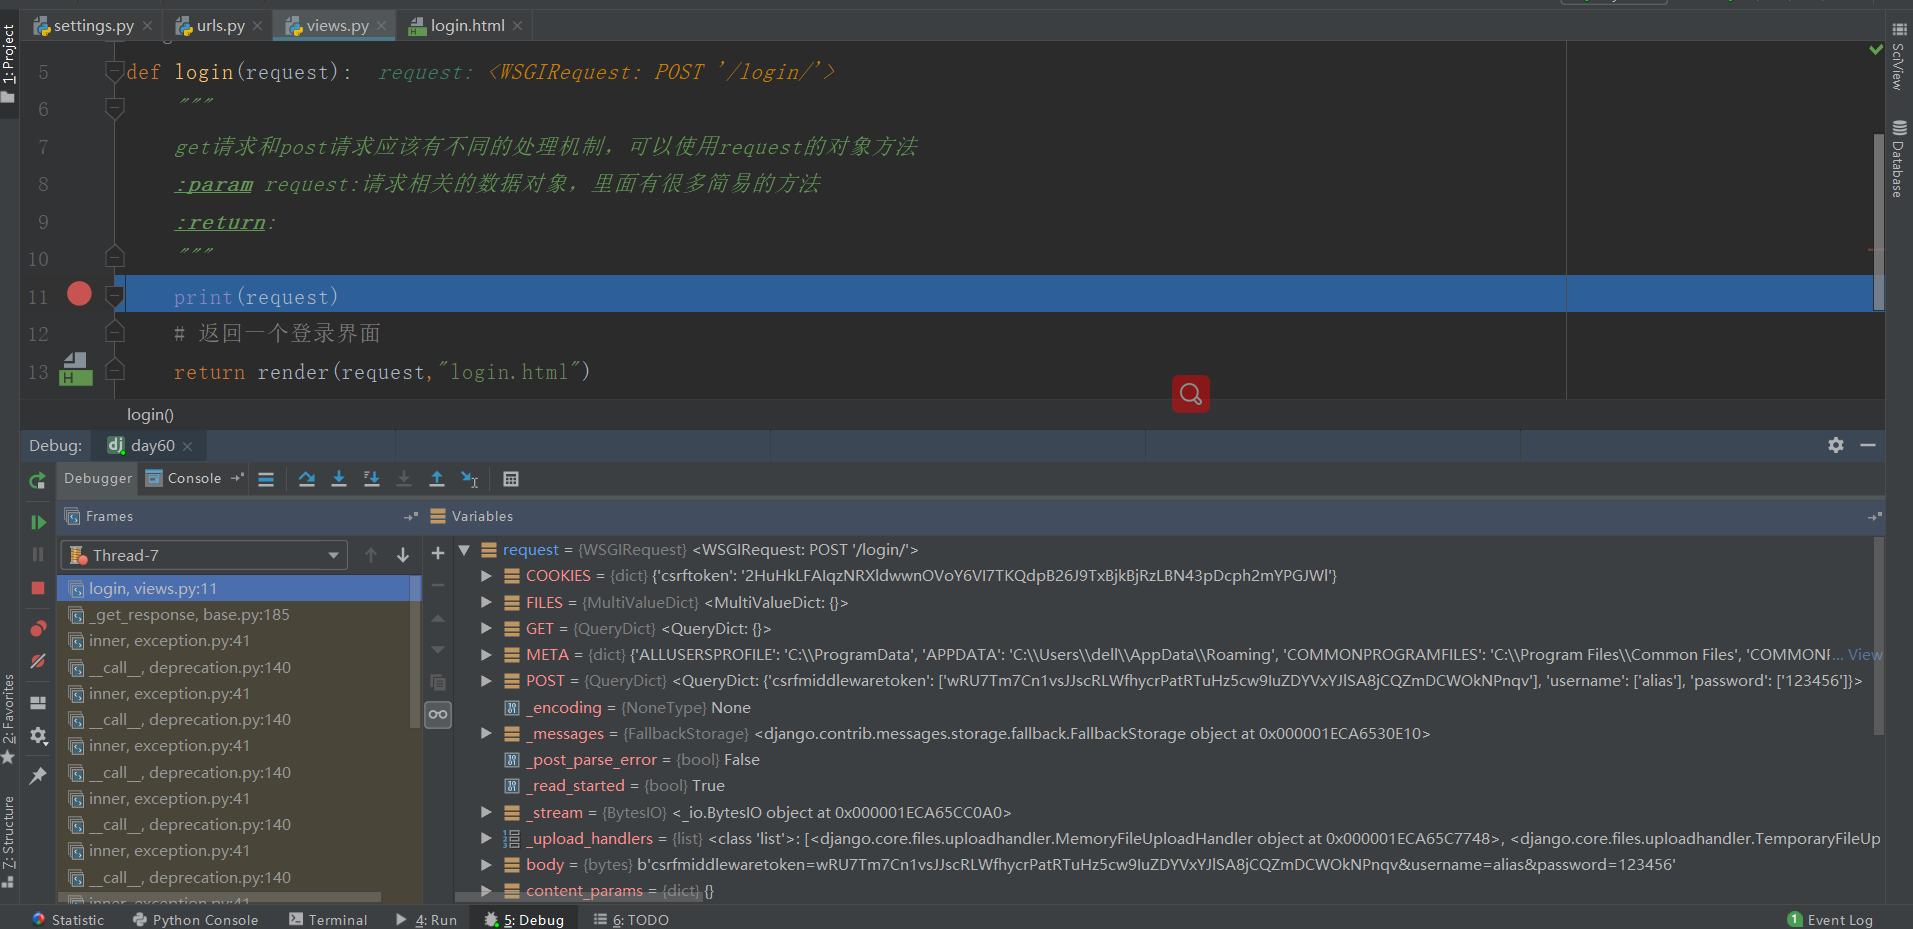 settings.py
urls.py
views.py
login.html
1: Project
SciView
Database
2: Favorites
7: Structure
5 def login(request): request: <WSGIRequest: POST '/login/'>
6 """
7 get请求和post请求应该有不同的处理机制，可以使用request的对象方法
8 :param request:请求相关的数据对象，里面有很多简易的方法
9 :return:
10 """
11 print(request)
12 # 返回一个登录界面
13 return render(request,"login.html")
login()
Debug: day60
Debugger Console
Frames
Variables
Thread-7
login, views.py:11
_get_response, base.py:185
inner, exception.py:41
__call__, deprecation.py:140
inner, exception.py:41
__call__, deprecation.py:140
inner, exception.py:41
__call__, deprecation.py:140
inner, exception.py:41
__call__, deprecation.py:140
inner, exception.py:41
__call__, deprecation.py:140
inner, exception.py:41
request = {WSGIRequest} <WSGIRequest: POST '/login/'>
COOKIES = {dict} {'csrftoken': '2HuHkLFAIqzNRXldwwnOVoY6VI7TKQdpB26J9TxBjkBjRzLBN43pDcph2mYPGJWl'}
FILES = {MultiValueDict} <MultiValueDict: {}>
GET = {QueryDict} <QueryDict: {}>
META = {dict} {'ALLUSERSPROFILE': 'C:\\ProgramData', 'APPDATA': 'C:\\Users\\dell\\AppData\\Roaming', 'COMMONPROGRAMFILES': 'C:\\Program Files\\Common Files', 'COMMONF... View
POST = {QueryDict} <QueryDict: {'csrfmiddlewaretoken': ['wRU7Tm7Cn1vsJJscRLWfhycrPatRTuHz5cw9IuZDYVxYJlSA8jCQZmDCWOkNPnqv'], 'username': ['alias'], 'password': ['123456']}>
_encoding = {NoneType} None
_messages = {FallbackStorage} <django.contrib.messages.storage.fallback.FallbackStorage object at 0x000001ECA6530E10>
_post_parse_error = {bool} False
_read_started = {bool} True
_stream = {BytesIO} <_io.BytesIO object at 0x000001ECA65CC0A0>
_upload_handlers = {list} <class 'list'>: [<django.core.files.uploadhandler.MemoryFileUploadHandler object at 0x000001ECA65C7748>, <django.core.files.uploadhandler.TemporaryFileUp
body = {bytes} b'csrfmiddlewaretoken=wRU7Tm7Cn1vsJJscRLWfhycrPatRTuHz5cw9IuZDYVxYJlSA8jCQZmDCWOkNPnqv&username=alias&password=123456'
content_params = {dict} {}
Statistic
Python Console
Terminal
4: Run
5: Debug
6: TODO
1 Event Log